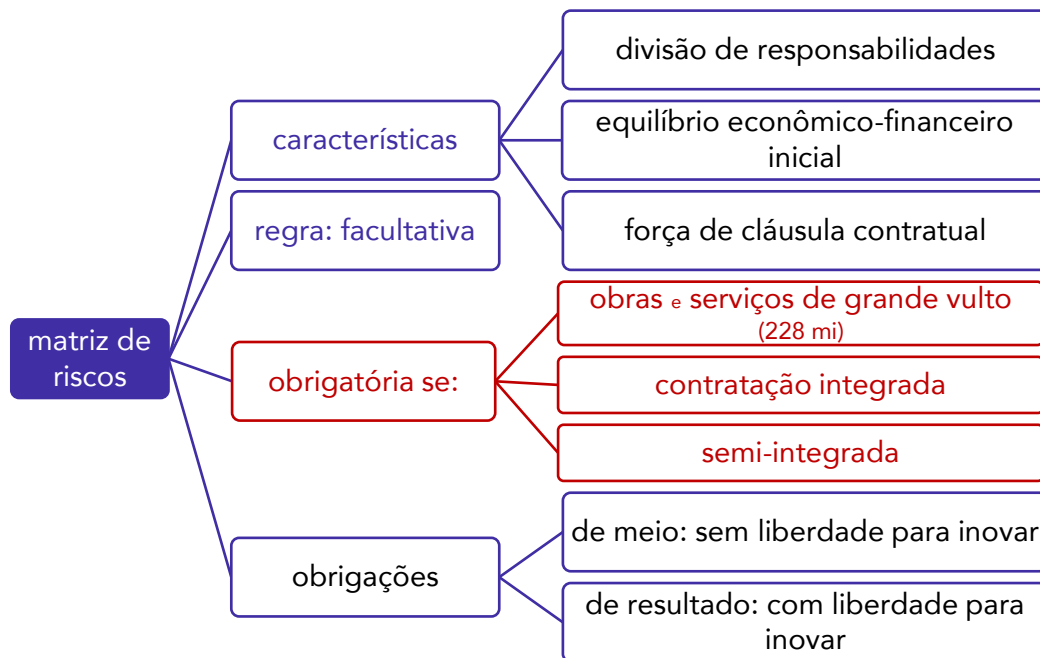 matriz de
riscos
características
divisão de responsabilidades
equilíbrio econômico-financeiro
inicial
força de cláusula contratual
regra: facultativa
obrigatória se:
obras e serviços de grande vulto
(228 mi)
contratação integrada
semi-integrada
obrigações
de meio: sem liberdade para inovar
de resultado: com liberdade para
inovar